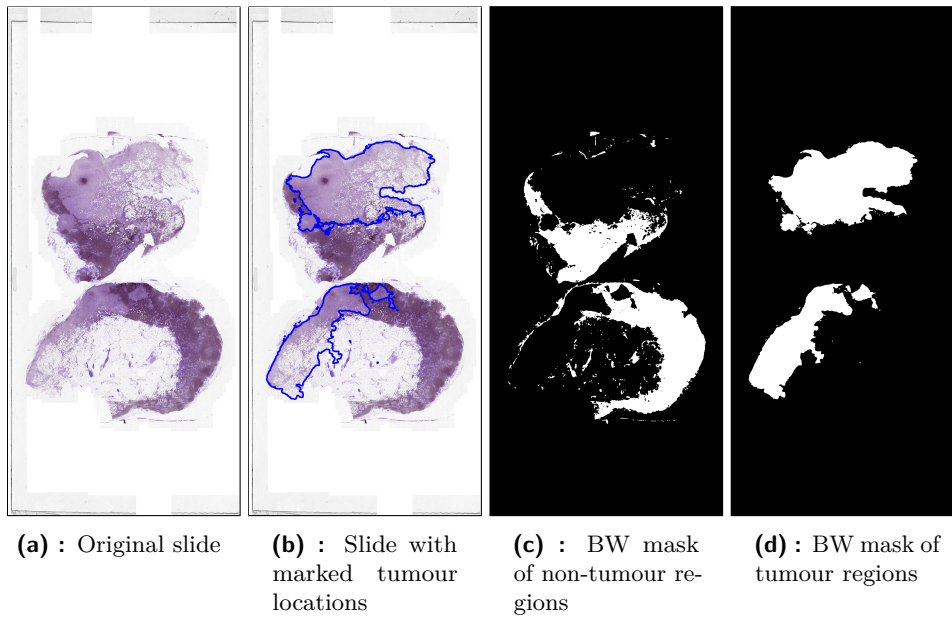 (a) : Original slide
(b) : Slide with
marked tumour
locations
(c) : BW mask
of non-tumour re-
gions
(d) : BW mask of
tumour regions